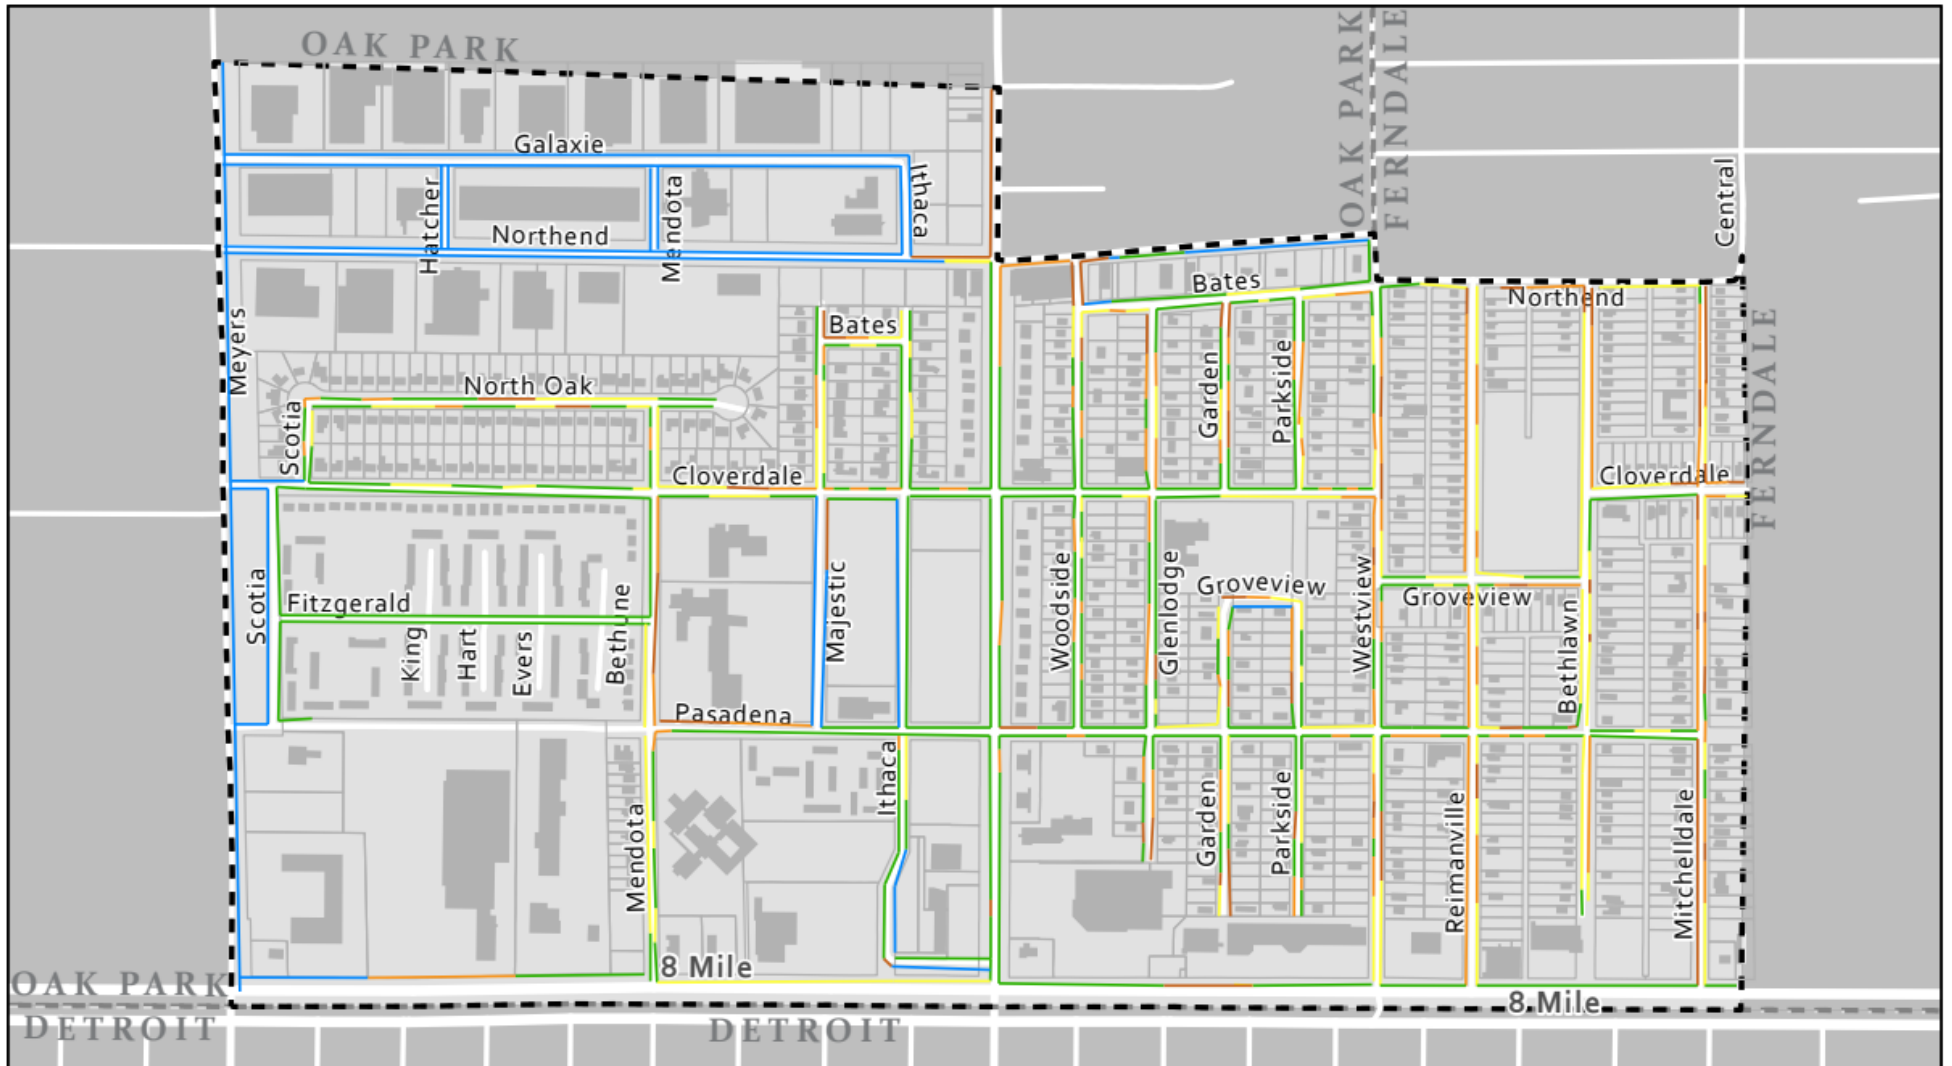 OAK PARK
OAK PARK
FERNDALE
Galaxie
Ithaca
Central
Hatcher
Mendota
Northend
Bates
Northend
Meyers
Bates
FERNDALE
Garden
Parkside
North Oak
Scotia
Cloverdale
Cloverdale
Scotia
Fitzgerald
King
Hart
Evers
Bethune
Majestic
Woodside
Glenlodge
Groveview
Westview
Groveview
Bethlawn
Pasadena
Ithaca
Mendota
Garden
Parkside
Reimanville
Mitchelldale
8 Mile
OAK PARK
8 Mile
DETROIT
DETROIT